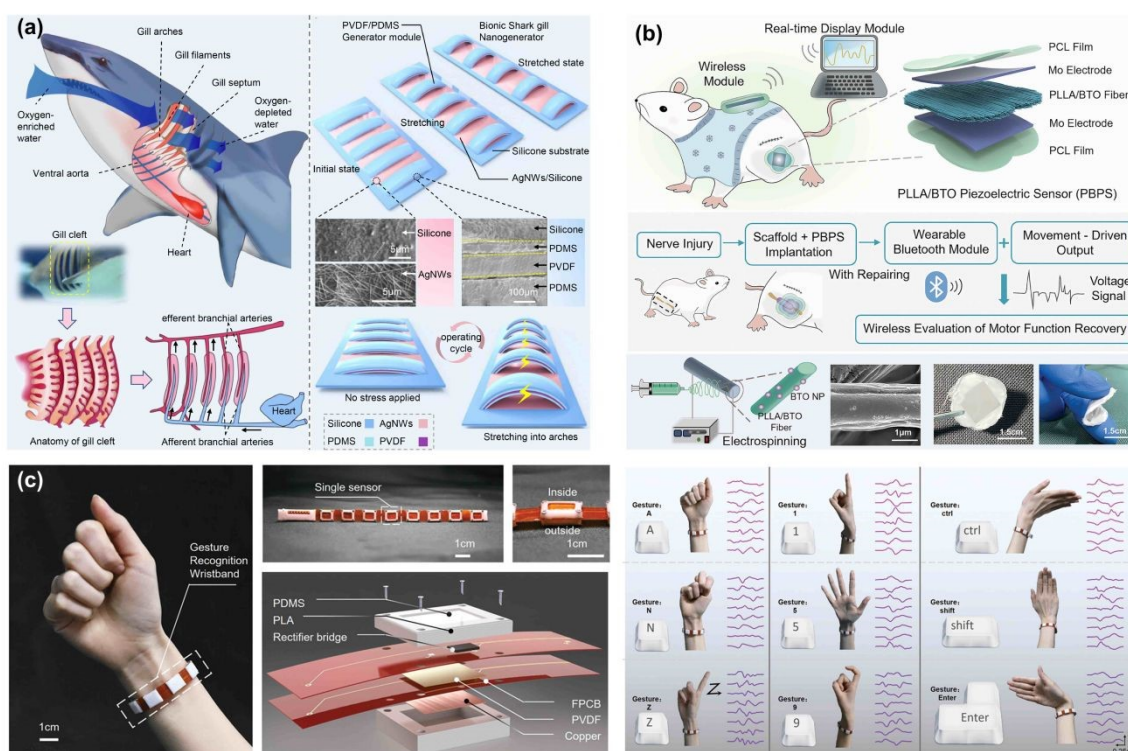 (a)
Gill arches
Gill filaments
Gill septum
Oxygen-
enriched
water
Oxygen-
depleted
water
Ventral aorta
Heart
Gill cleft
efferent branchial arteries
Heart
Anatomy of gill cleft
Afferent branchial arteries
PVDF/PDMS
Generator module
Bionic Shark gill
Nanogenerator
Stretched state
Stretching
Initial state
Silicone substrate
AgNWs/Silicone
Silicone
5μm
AgNWs
5μm
Silicone
PDMS
PVDF
100μm
PDMS
operating
cycle
No stress applied
Silicone
AgNWs
PDMS
PVDF
Stretching into arches
(b)
Real-time Display Module
Wireless
Module
PCL Film
Mo Electrode
PLLA/BTO Fiber
Mo Electrode
PCL Film
PLLA/BTO Piezoelectric Sensor (PBPS)
Nerve Injury
Scaffold + PBPS
Implantation
Wearable
Bluetooth Module
+
Movement - Driven
Output
With Repairing
Voltage
Signal
Wireless Evaluation of Motor Function Recovery
BTO NP
PLLA/BTO
Fiber
Electrospinning
1μm
1.5cm
1.5cm
(c)
Gesture
Recognition
Wristband
1cm
Single sensor
1cm
Inside
outside
1cm
PDMS
PLA
Rectifier bridge
FPCB
PVDF
Copper
Gesture:
A
A
Gesture:
1
1
Gesture:
ctrl
ctrl
Gesture:
N
N
Gesture:
5
5
Gesture:
shift
shift
Gesture:
Z
Z
Z
Gesture:
9
9
Gesture:
Enter
Enter